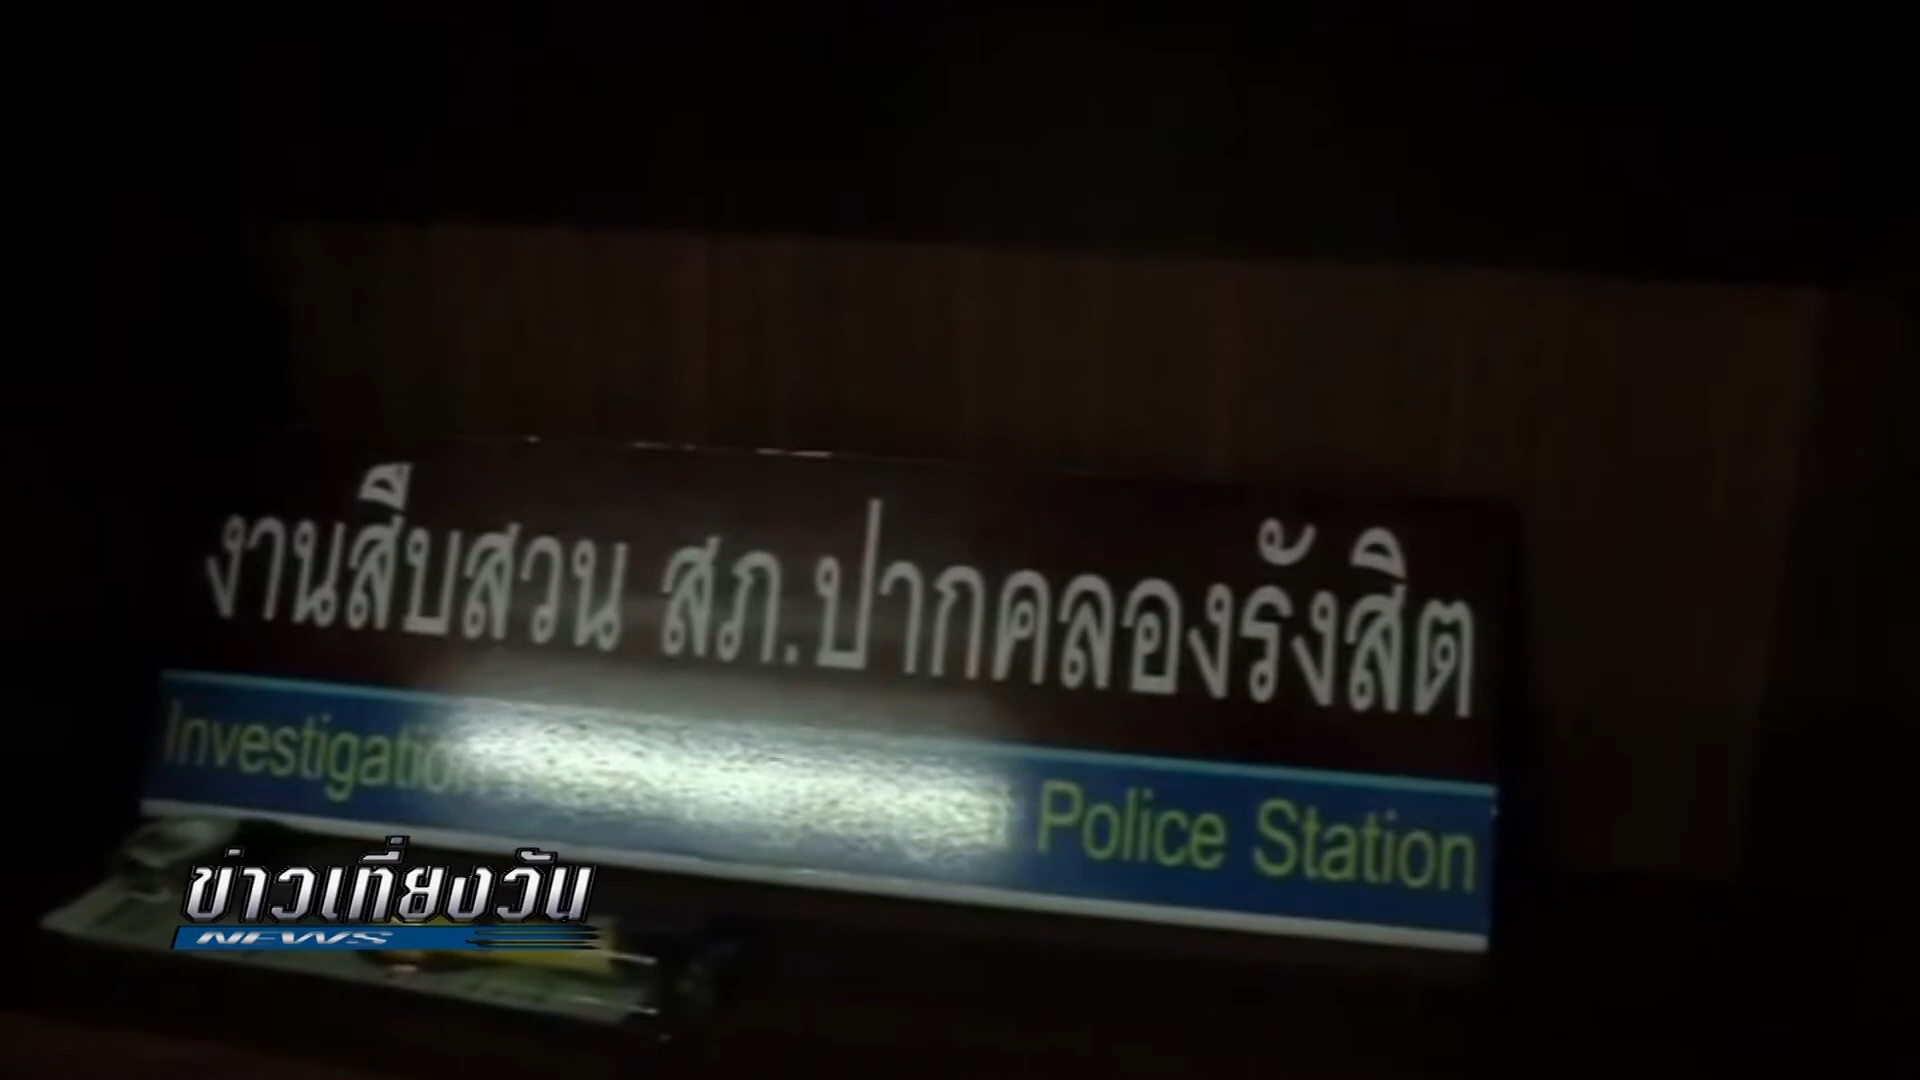 งานสืบสวน สภ.ปากคลองรังสิต
Investigation Police Station
ข่าวเที่ยงวัน
NEWS